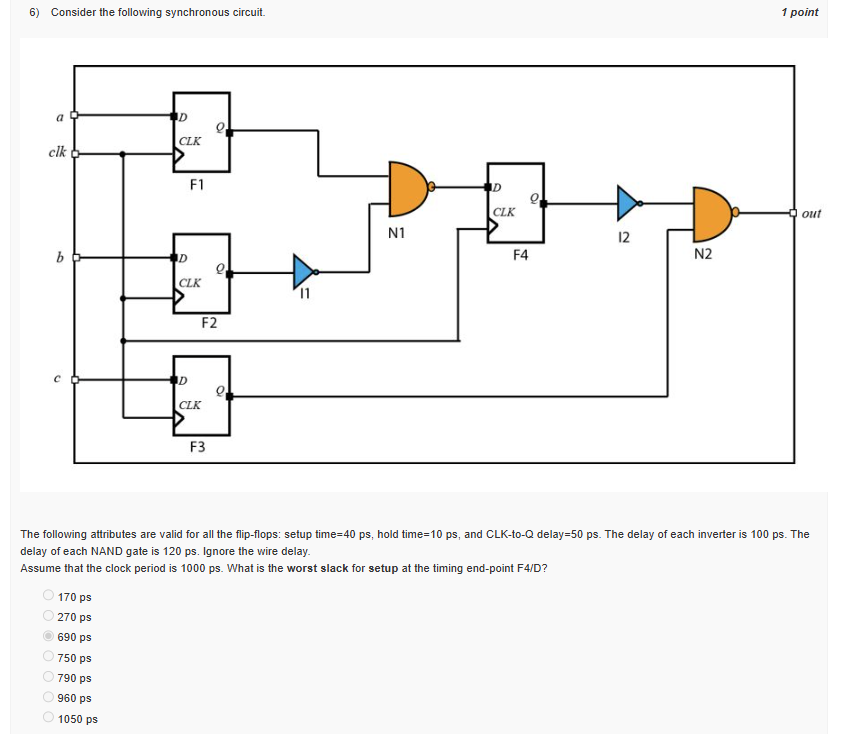 6) Consider the following synchronous circuit.
1 point
a
D
Q
clk
CLK
F1
D
Q
N1
CLK
out
I2
b
D
Q
F4
N2
CLK
I1
F2
c
D
Q
CLK
F3
The following attributes are valid for all the flip-flops: setup time=40 ps, hold time=10 ps, and CLK-to-Q delay=50 ps. The delay of each inverter is 100 ps. The
delay of each NAND gate is 120 ps. Ignore the wire delay.
Assume that the clock period is 1000 ps. What is the worst slack for setup at the timing end-point F4/D?
170 ps
270 ps
690 ps
750 ps
790 ps
960 ps
1050 ps